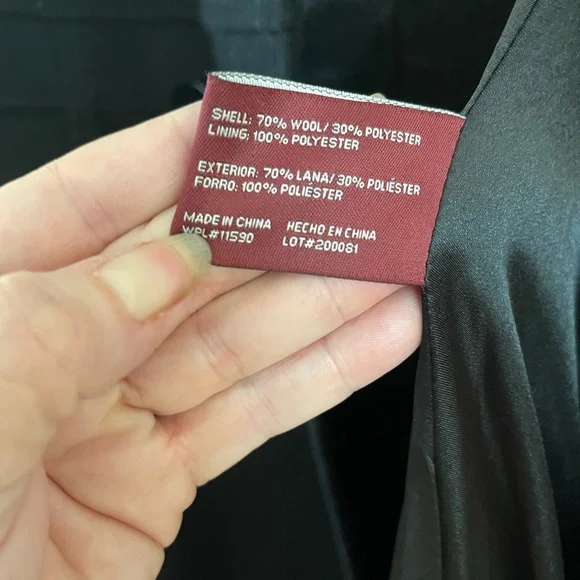 SHELL: 70% WOOL/ 30% POLYESTER
LINING: 100% POLYESTER
EXTERIOR: 70% LANA/ 30% POLIÉSTER
FORRO: 100% POLIÉSTER
MADE IN CHINA HECHO EN CHINA
WPL#11590 LOT#200081